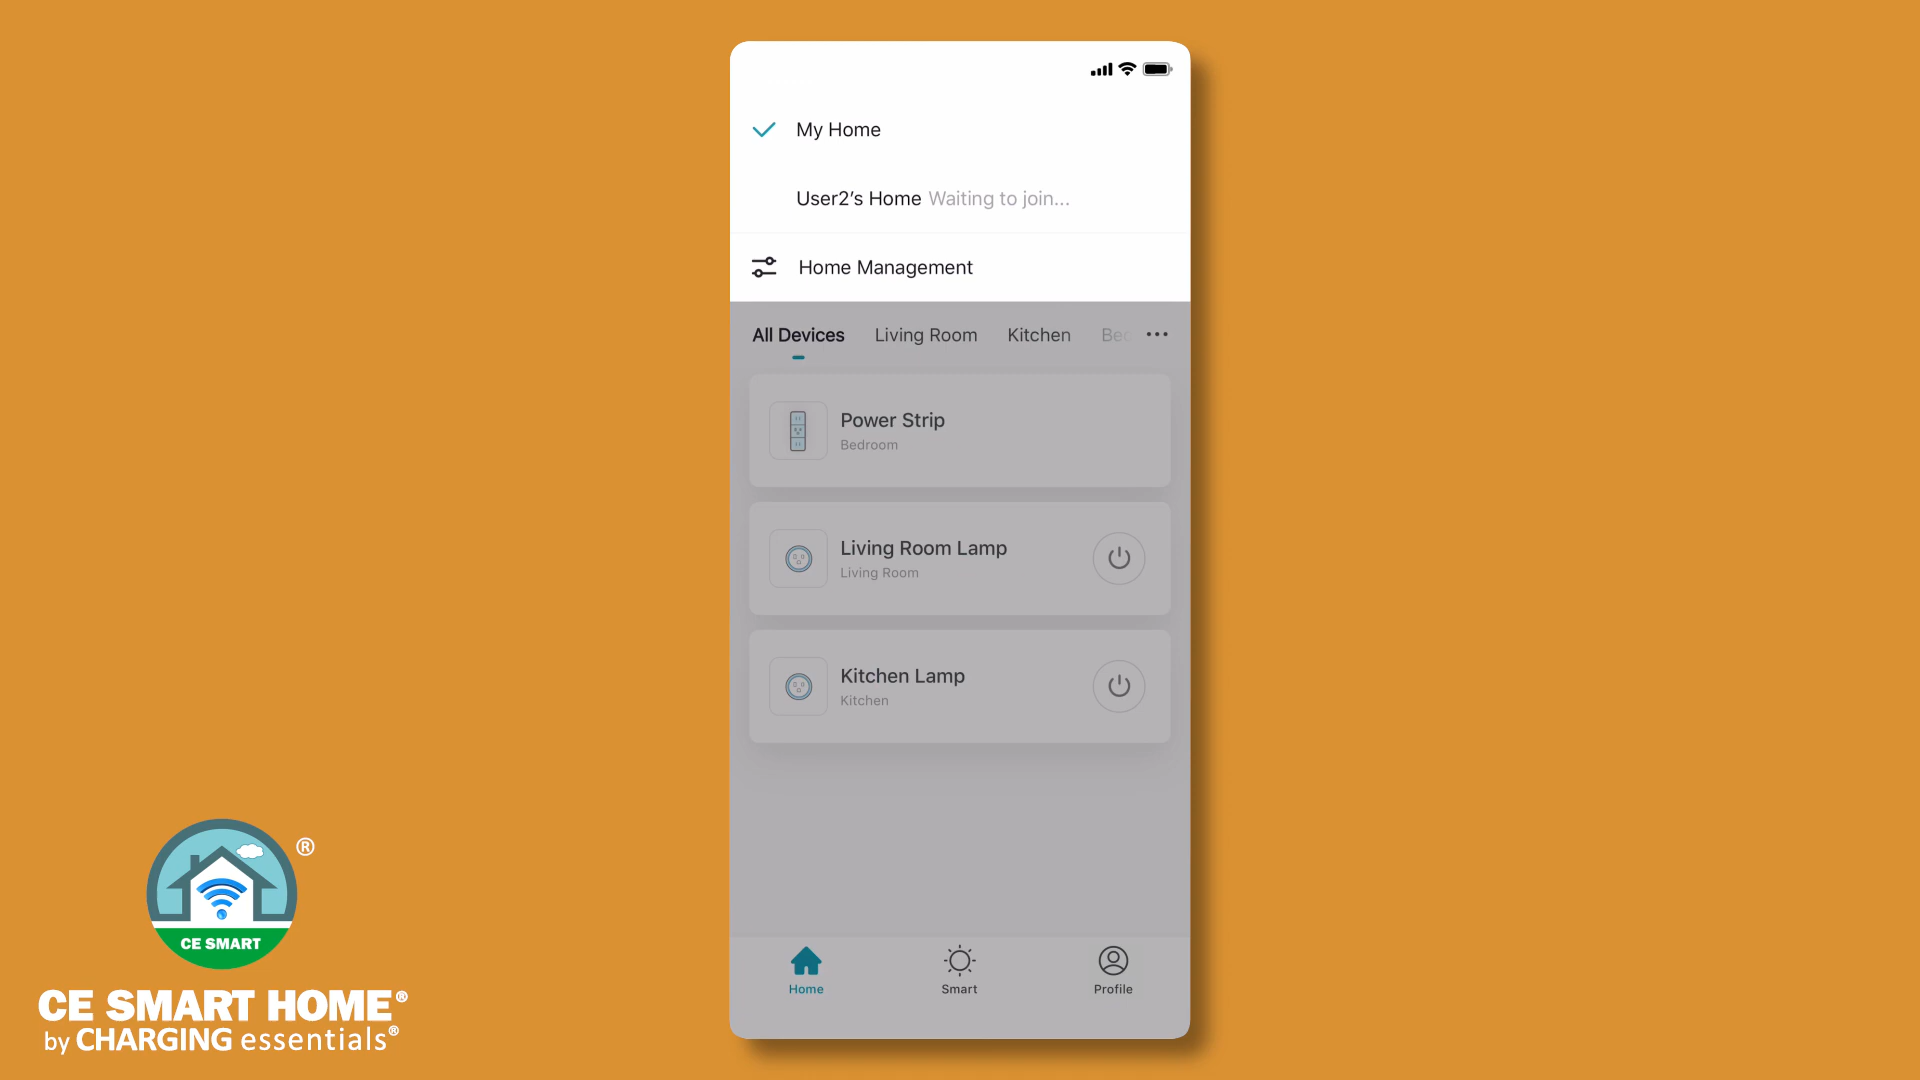 My Home
User2’s Home Waiting to join...
Home Management
All Devices Living Room Kitchen
Power Strip
Bedroom
Living Room Lamp
Living Room
Kitchen Lamp
Kitchen
Home Smart Profile
®
CE SMART
CE SMART HOME®
by CHARGING essentials®